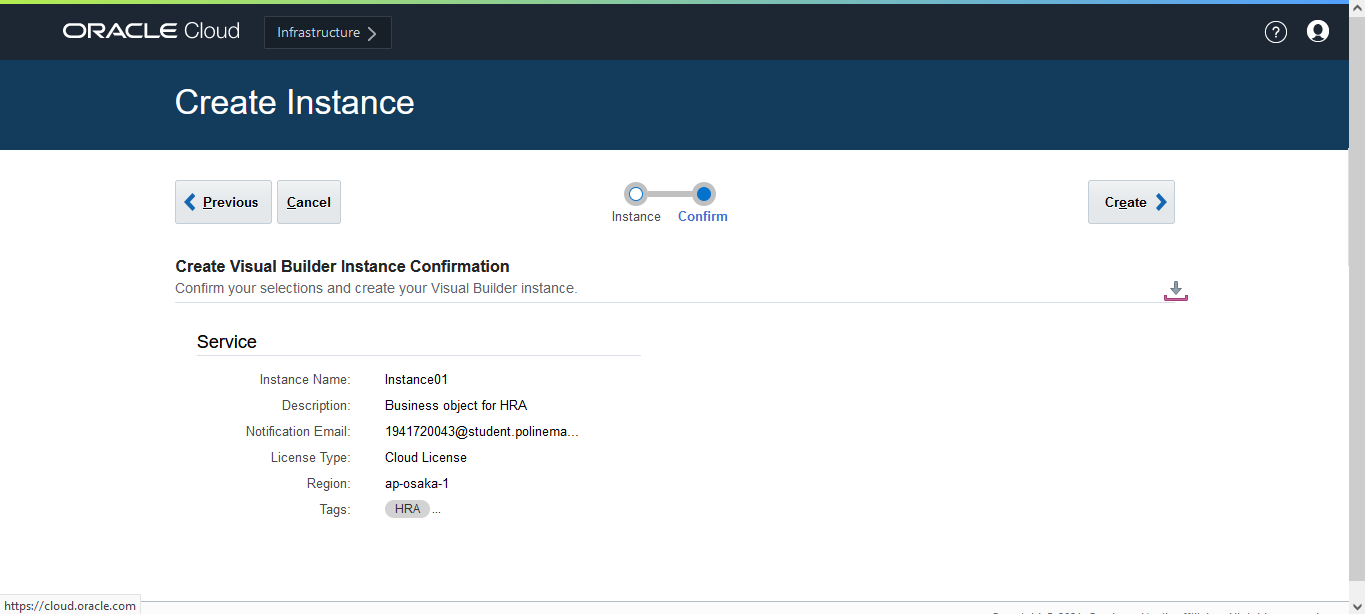 ORACLE Cloud
Infrastructure
?
Create Instance
Previous
Cancel
Instance
Confirm
Create
Create Visual Builder Instance Confirmation
Confirm your selections and create your Visual Builder instance.
Service
Instance Name: Instance01
Description: Business object for HRA
Notification Email: 1941720043@student.polinema...
License Type: Cloud License
Region: ap-osaka-1
Tags: HRA ...
https://cloud.oracle.com